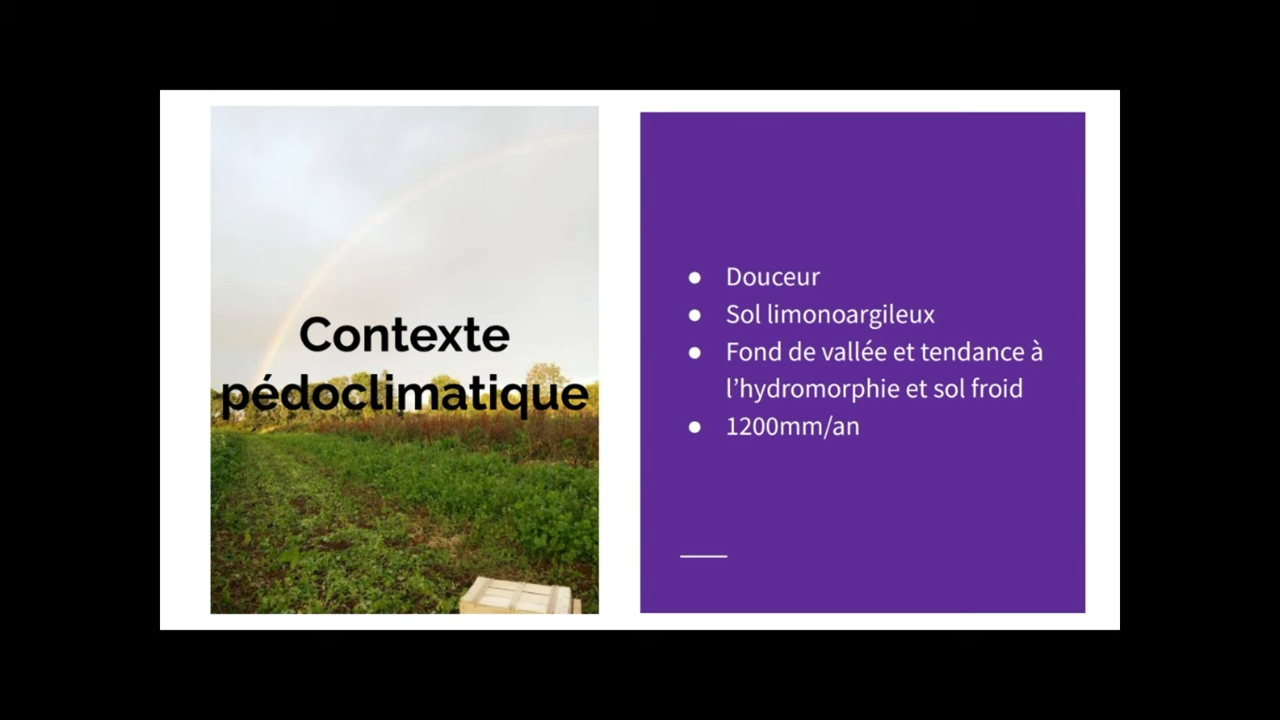 Contexte
pédoclimatique
● Douceur
● Sol limonoargileux
● Fond de vallée et tendance à
l’hydromorphie et sol froid
● 1200mm/an